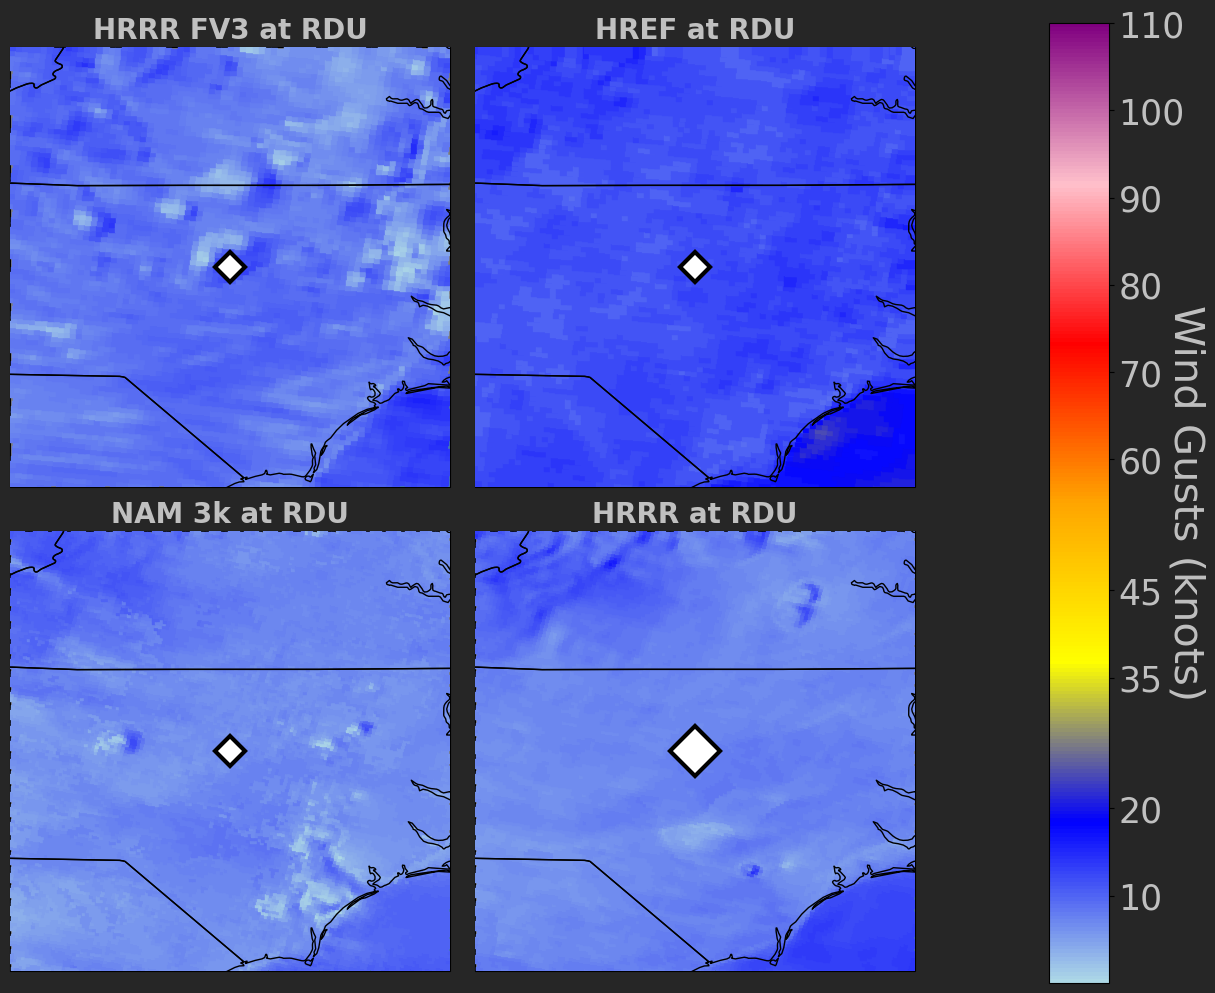 HRRR FV3 at RDU
HREF at RDU
NAM 3k at RDU
HRRR at RDU
110
100
90
80
70
60
45
35
20
10
Wind Gusts (knots)